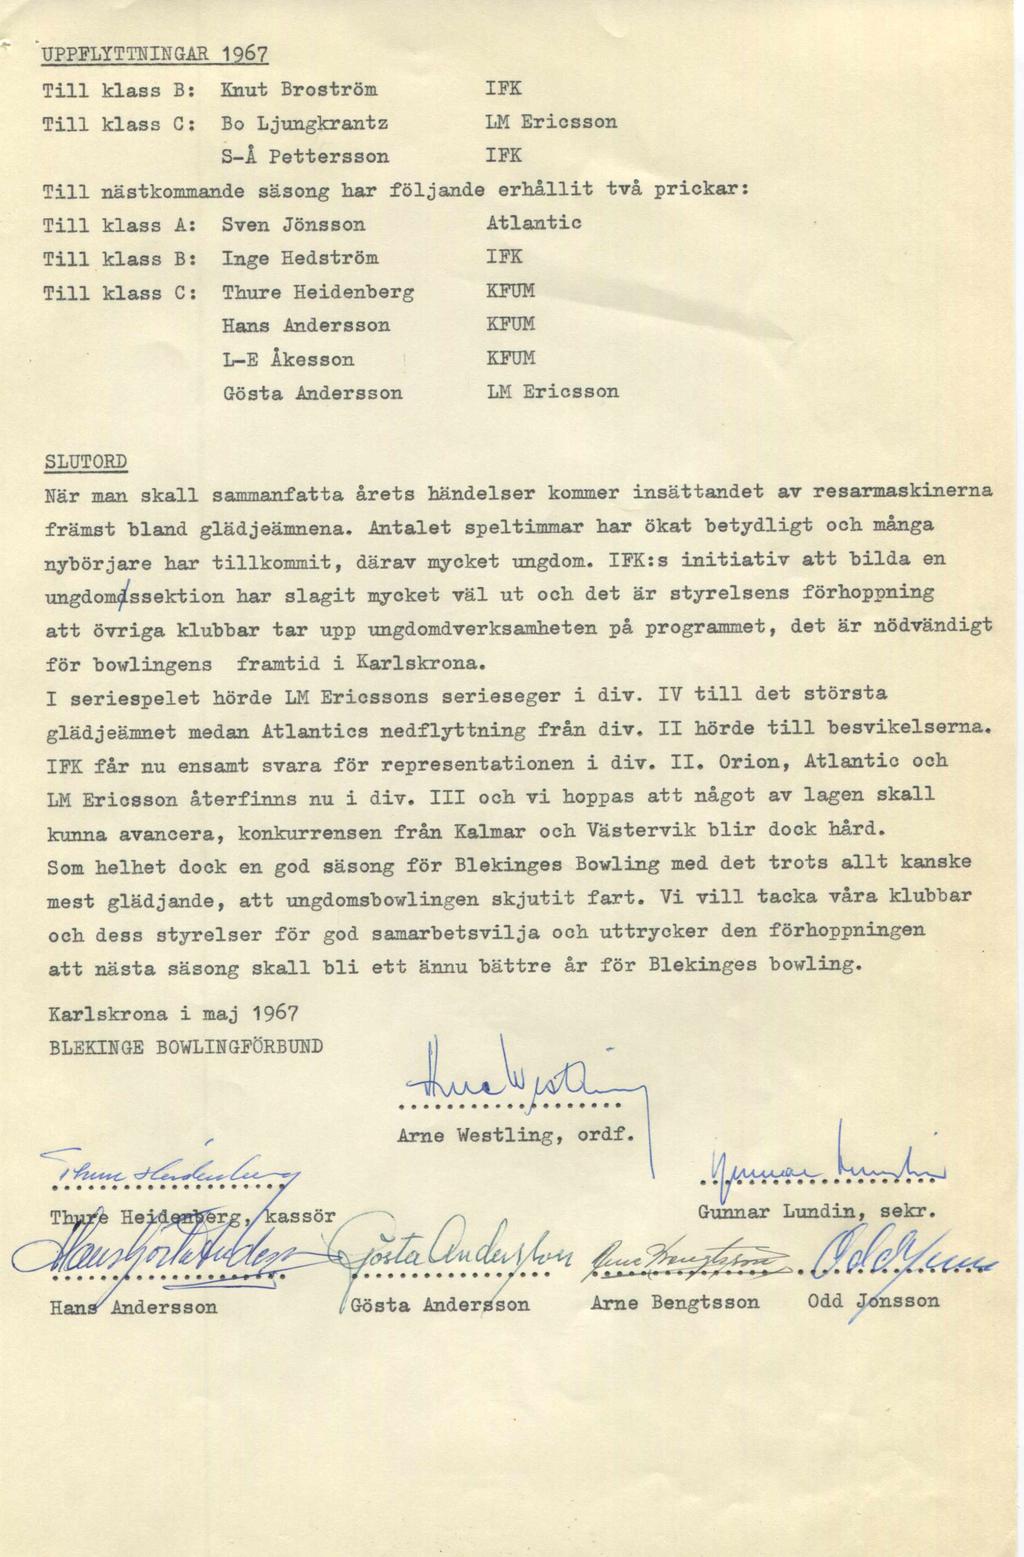 UPPFLYTTNINGAR 1967
Till klass B: Knut Broström IFK
Till klass C: Bo Ljungkrantz LM Ericsson
S-Å Pettersson IFK
Till nästkommande säsong har följande erhållit två prickar:
Till klass A: Sven Jönsson Atlantic
Till klass B: Inge Hedström IFK
Till klass C: Thure Heidenberg KFUM
Hans Andersson KFUM
L-E Åkesson KFUM
Gösta Andersson LM Ericsson
SLUTORD
När man skall sammanfatta årets händelser kommer insättandet av resarmaskinerna
främst bland glädjeämnena. Antalet speltimmar har ökat betydligt och många
nybörjare har tillkommit, därav mycket ungdom. IFK:s initiativ att bilda en
ungdomdssektion har slagit mycket väl ut och det är styrelsens förhoppning
att övriga klubbar tar upp ungdomdverksamheten på programmet, det är nödvändigt
för bowlingens framtid i Karlskrona.
I seriespelet hörde LM Ericssons serieseger i div. IV till det största
glädjeämnet medan Atlantics nedflyttning från div. II hörde till besvikelserna.
IFK får nu ensamt svara för representationen i div. II. Orion, Atlantic och
LM Ericsson återfinns nu i div. III och vi hoppas att något av lagen skall
kunna avancera, konkurrensen från Kalmar och Västervik blir dock hård.
Som helhet dock en god säsong för Blekinges Bowling med det trots allt kanske
mest glädjande, att ungdomsbowlingen skjutit fart. Vi vill tacka våra klubbar
och dess styrelser för god samarbetsvilja och uttrycker den förhoppningen
att nästa säsong skall bli ett ännu bättre år för Blekinges bowling.
Karlskrona i maj 1967
BLEKINGE BOWLINGFÖRBUND
Arne Westling
Arne Westling, ordf.
Thure Heidenberg Gunnar Lundin
Thure Heidenberg, kassör Gunnar Lundin, sekr.
Gösta Andersson Arne Bengtsson
Hans Andersson Gösta Andersson Arne Bengtsson Odd Jonsson